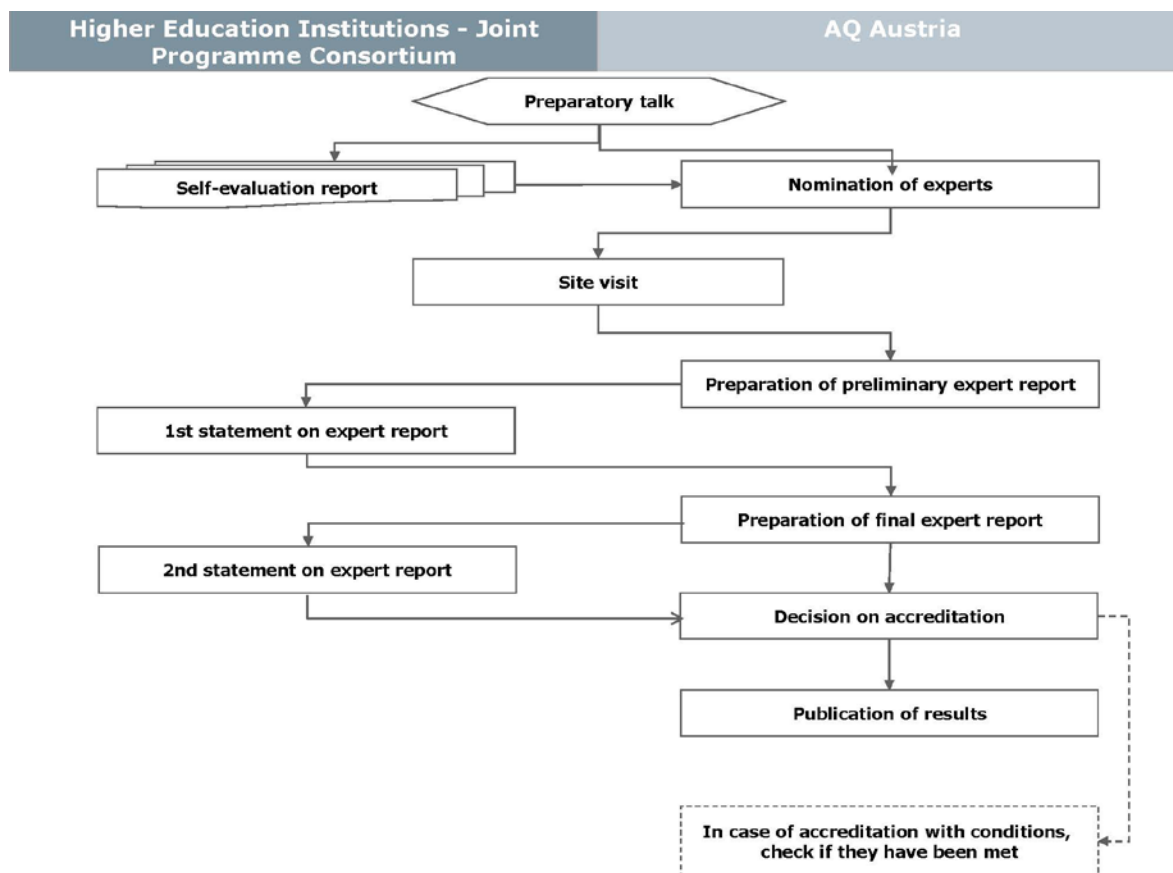 Higher Education Institutions - Joint
Programme Consortium
AQ Austria
Preparatory talk
Self-evaluation report
Nomination of experts
Site visit
Preparation of preliminary expert report
1st statement on expert report
Preparation of final expert report
2nd statement on expert report
Decision on accreditation
Publication of results
In case of accreditation with conditions,
check if they have been met